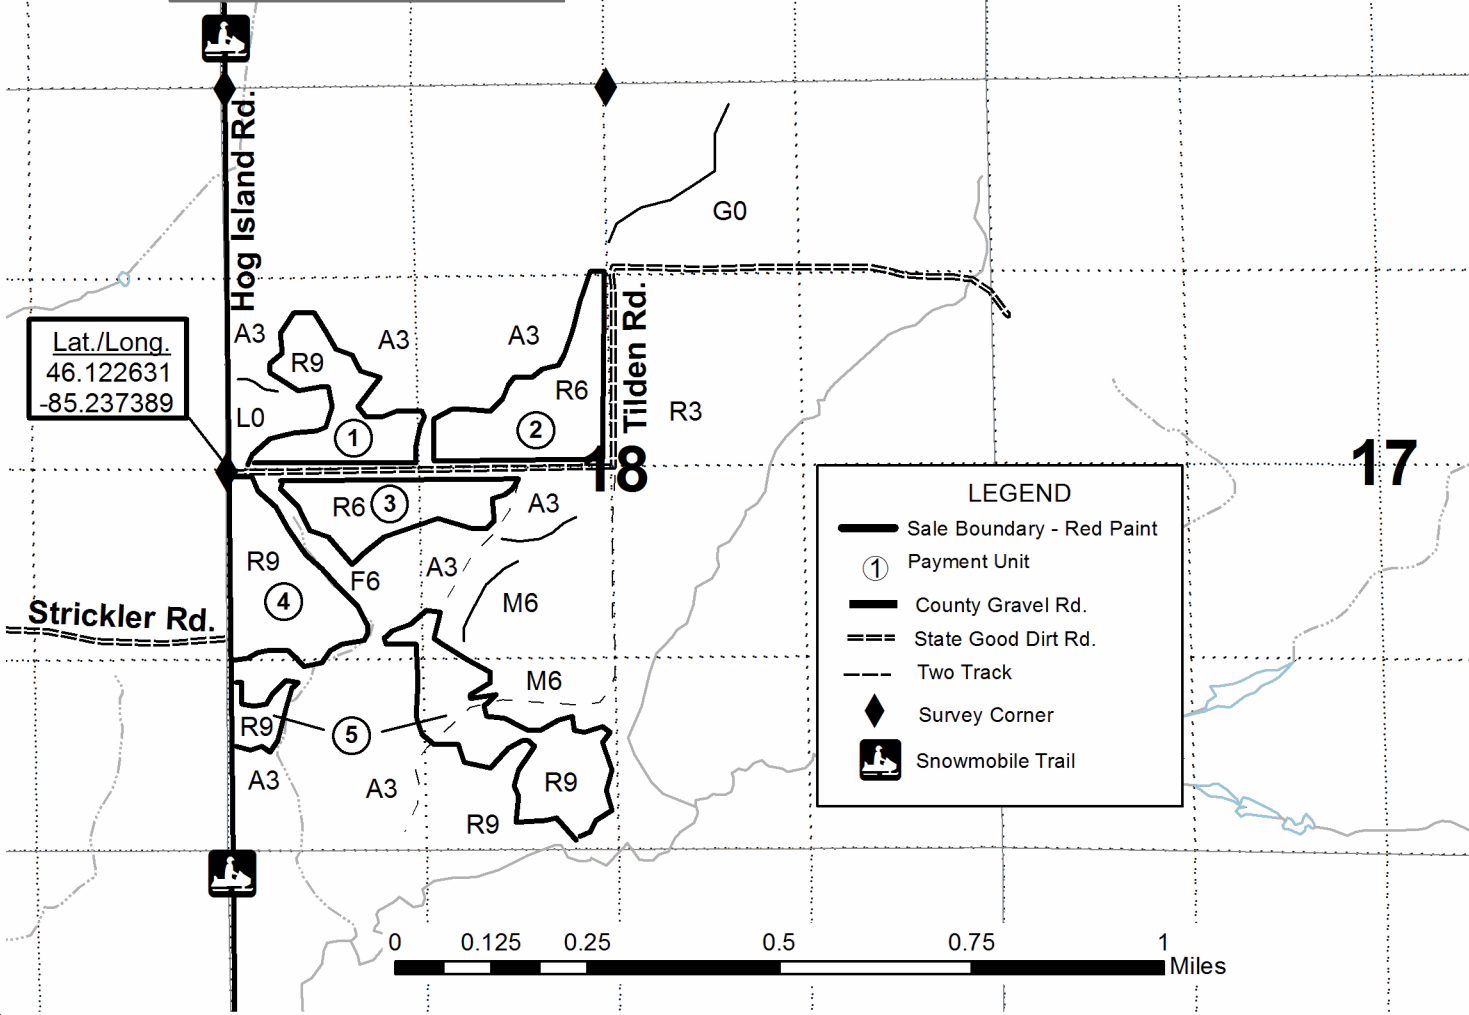 Hog Island Rd.
G0
Lat./Long.
46.122631
-85.237389
A3
R9
A3
A3
R6
Tilden Rd.
R3
L0
1
2
18
17
R6
3
A3
R9
F6
A3
4
M6
Strickler Rd.
M6
R9
5
A3
A3
R9
R9
LEGEND
Sale Boundary - Red Paint
1 Payment Unit
County Gravel Rd.
State Good Dirt Rd.
Two Track
Survey Corner
Snowmobile Trail
0 0.125 0.25 0.5 0.75 1
Miles